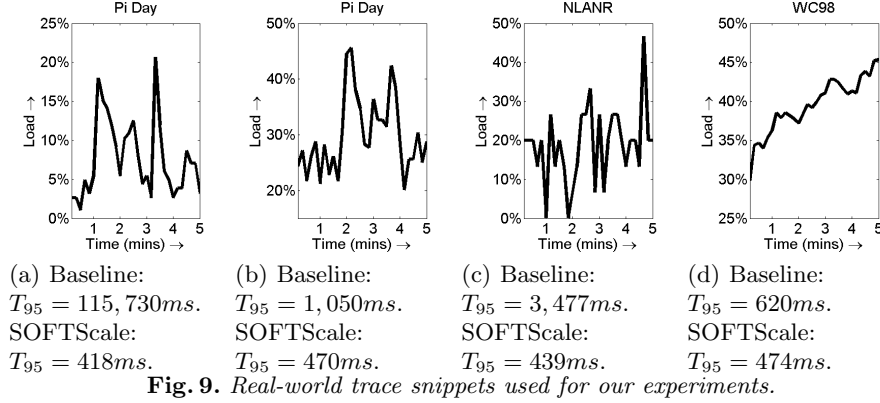 Pi Day
25%
20%
15%
10%
5%
0%
Load →
1 2 3 4 5
Time (mins) →
(a) Baseline:
T95 = 115,730ms.
SOFTScale:
T95 = 418ms.
Pi Day
50%
40%
30%
20%
Load →
1 2 3 4 5
Time (mins) →
(b) Baseline:
T95 = 1,050ms.
SOFTScale:
T95 = 470ms.
NLANR
50%
40%
30%
20%
10%
0%
Load →
1 2 3 4 5
Time (mins) →
(c) Baseline:
T95 = 3,477ms.
SOFTScale:
T95 = 439ms.
WC98
50%
45%
40%
35%
30%
25%
Load →
1 2 3 4 5
Time (mins) →
(d) Baseline:
T95 = 620ms.
SOFTScale:
T95 = 474ms.
Fig. 9. Real-world trace snippets used for our experiments.